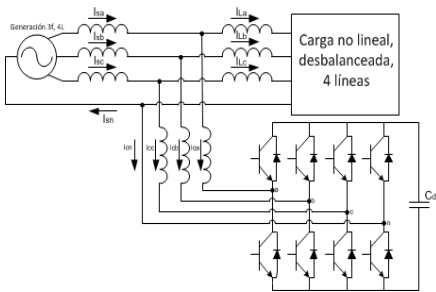 Generación 3f, 4L
Isa
Isb
Isc
ILa
ILb
ILc
Carga no lineal,
desbalanceada,
4 líneas
Isn
Icn
Icc
Icb
Ica
a
b
c
n
Cd